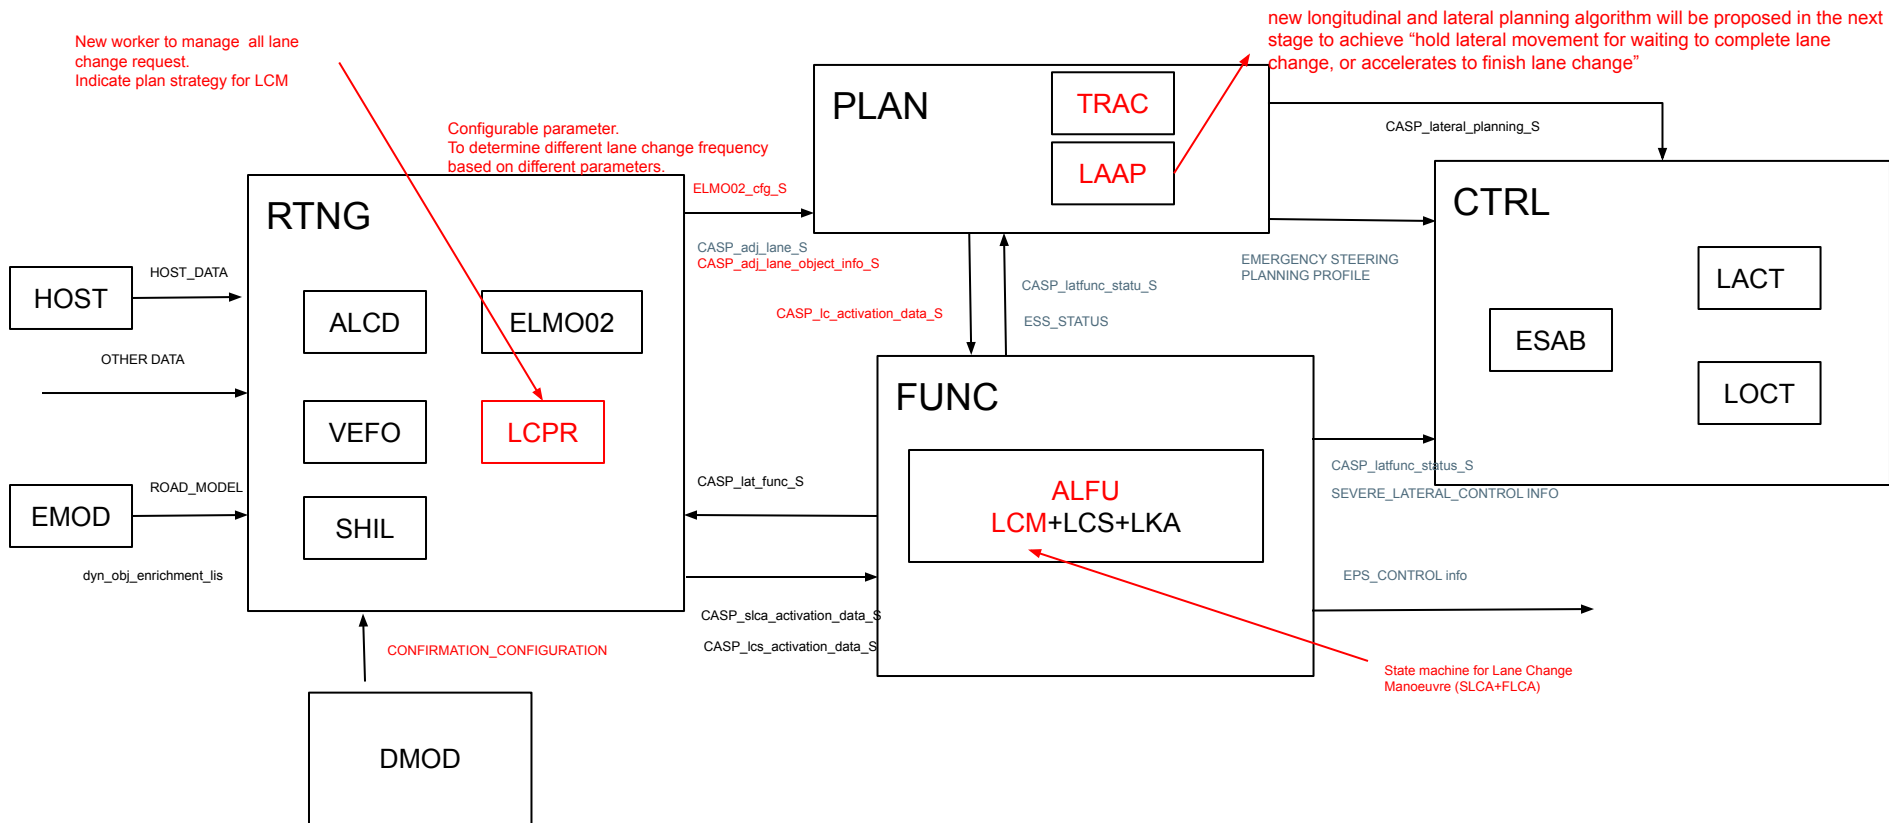 new longitudinal and lateral planning algorithm will be proposed in the next
stage to achieve “hold lateral movement for waiting to complete lane
change, or accelerates to finish lane change”
New worker to manage  all lane
change request.
Indicate plan strategy for LCM
Configurable parameter.
To determine different lane change frequency
based on different parameters.
PLAN
TRAC
LAAP
CASP_lateral_planning_S
ELMO02_cfg_S
CASP_adj_lane_S
CASP_adj_lane_object_info_S
RTNG
ALCD
ELMO02
VEFO
LCPR
SHIL
HOST
HOST_DATA
OTHER DATA
EMOD
ROAD_MODEL
dyn_obj_enrichment_lis
CTRL
LACT
ESAB
LOCT
EMERGENCY STEERING
PLANNING PROFILE
CASP_latfunc_statu_S
ESS_STATUS
CASP_lc_activation_data_S
FUNC
ALFU
LCM+LCS+LKA
CASP_lat_func_S
CASP_latfunc_status_S
SEVERE_LATERAL_CONTROL INFO
EPS_CONTROL info
CASP_slca_activation_data_S
CASP_lcs_activation_data_S
CONFIRMATION_CONFIGURATION
State machine for Lane Change
Manoeuvre (SLCA+FLCA)
DMOD